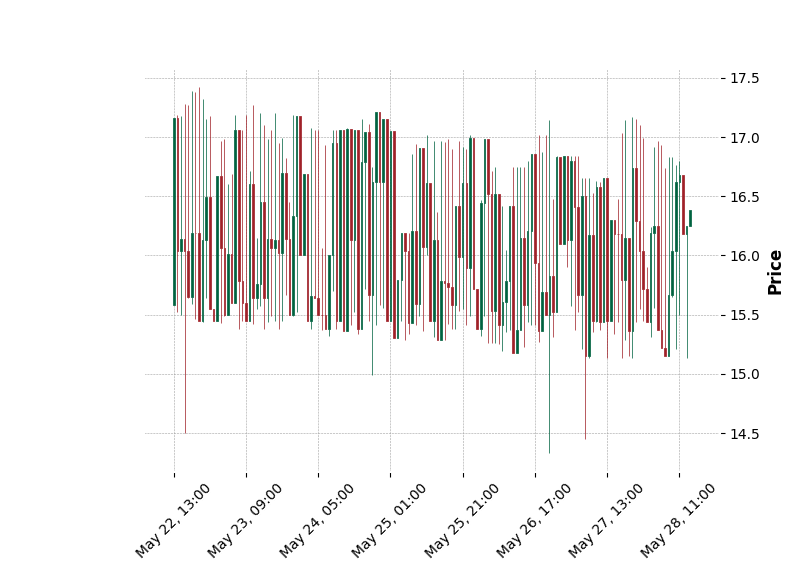 17.5
17.0
16.5
16.0
15.5
15.0
14.5
Price
May 22, 13:00
May 23, 09:00
May 24, 05:00
May 25, 01:00
May 25, 21:00
May 26, 17:00
May 27, 13:00
May 28, 11:00